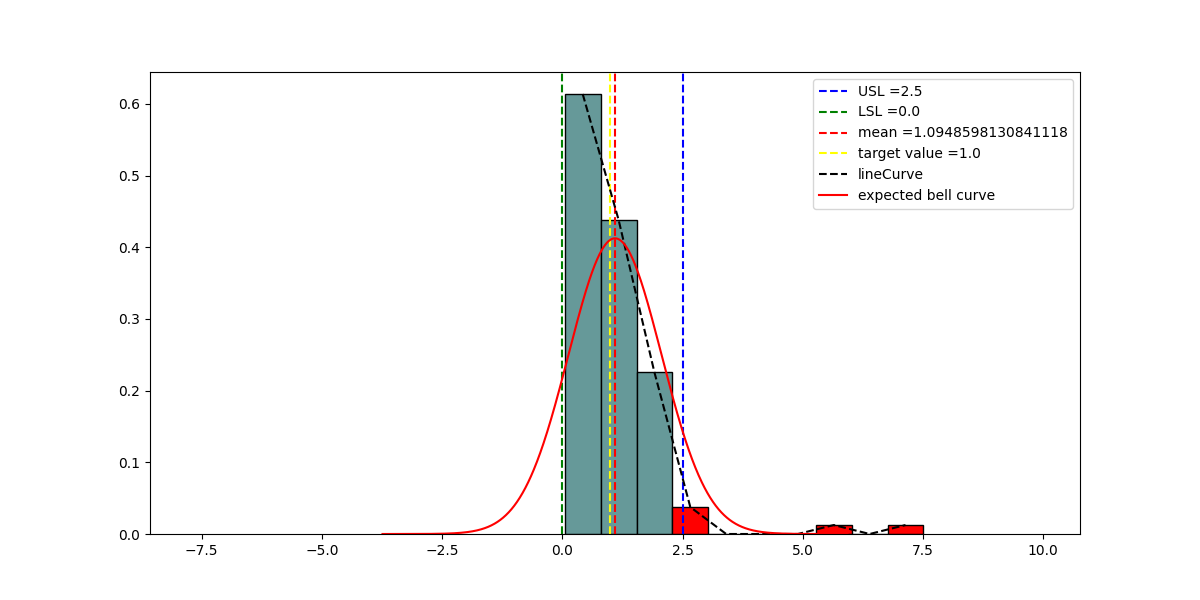 USL =2.5
LSL =0.0
mean =1.0948598130841118
target value =1.0
lineCurve
expected bell curve
0.6
0.5
0.4
0.3
0.2
0.1
0.0
−7.5 −5.0 −2.5 0.0 2.5 5.0 7.5 10.0